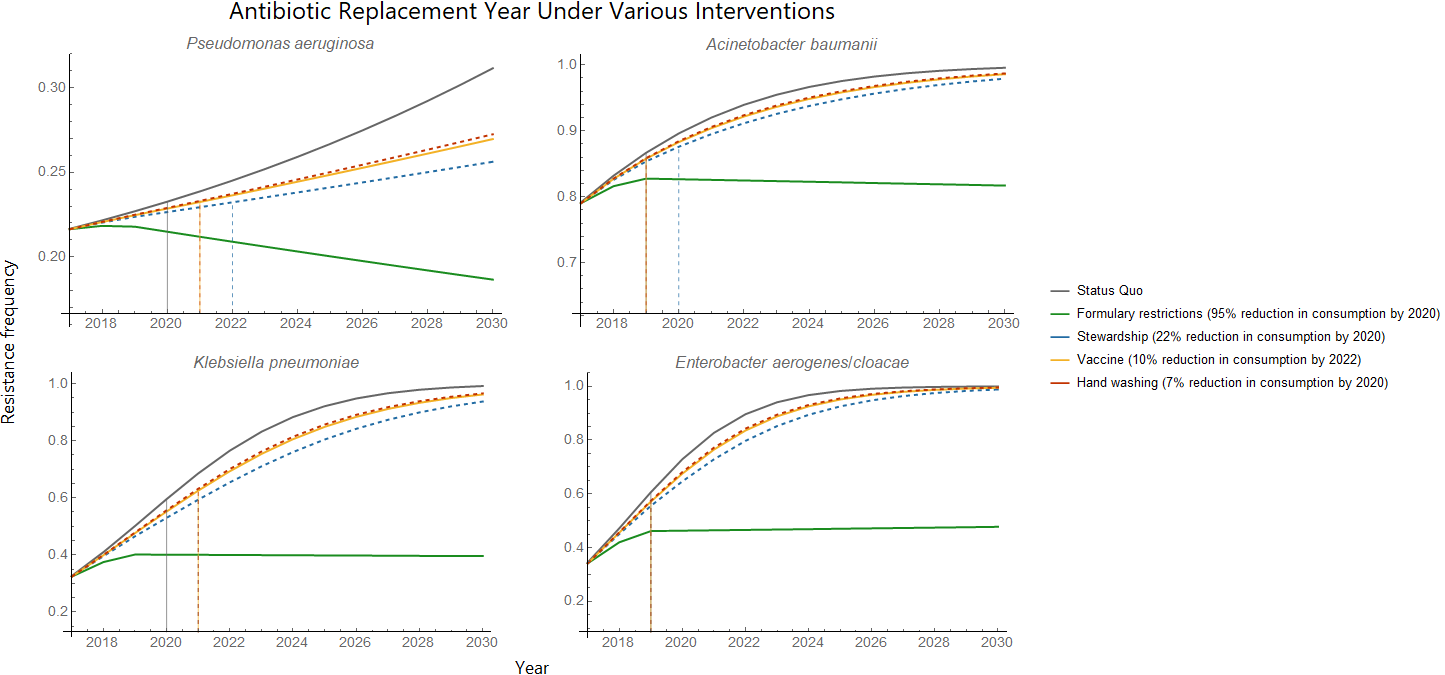 Antibiotic Replacement Year Under Various Interventions
Pseudomonas aeruginosa
0.30
0.25
0.20
2018 2020 2022 2024 2026 2028 2030
Acinetobacter baumanii
1.0
0.9
0.8
0.7
2018 2020 2022 2024 2026 2028 2030
Resistance frequency
Klebsiella pneumoniae
1.0
0.8
0.6
0.4
0.2
2018 2020 2022 2024 2026 2028 2030
Enterobacter aerogenes/cloacae
1.0
0.8
0.6
0.4
0.2
2018 2020 2022 2024 2026 2028 2030
Year
Status Quo
Formulary restrictions (95% reduction in consumption by 2020)
Stewardship (22% reduction in consumption by 2020)
Vaccine (10% reduction in consumption by 2022)
Hand washing (7% reduction in consumption by 2020)